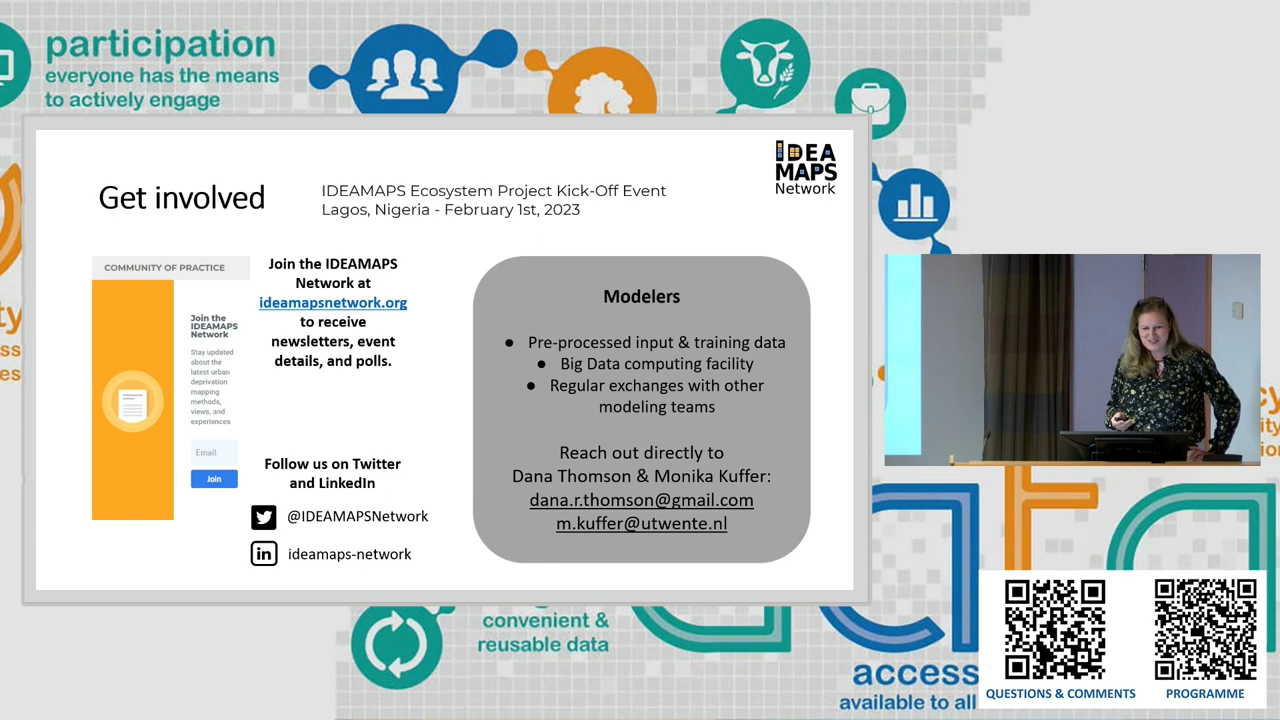 participation
everyone has the means
to actively engage
IDEA
MAPS
Network
Get involved
IDEAMAPS Ecosystem Project Kick-Off Event
Lagos, Nigeria - February 1st, 2023
COMMUNITY OF PRACTICE
Join the
IDEAMAPS
Network
Stay updated
about the
latest urban
deprivation
mapping
methods,
views, and
experiences
Email
Join
Join the IDEAMAPS
Network at
ideamapsnetwork.org
to receive
newsletters, event
details, and polls.
Follow us on Twitter
and LinkedIn
@IDEAMAPSNetwork
in ideamaps-network
Modelers
● Pre-processed input & training data
● Big Data computing facility
● Regular exchanges with other
modeling teams
Reach out directly to
Dana Thomson & Monika Kuffer:
dana.r.thomson@gmail.com
m.kuffer@utwente.nl
convenient &
reusable data
access
available to all
QUESTIONS & COMMENTS
PROGRAMME